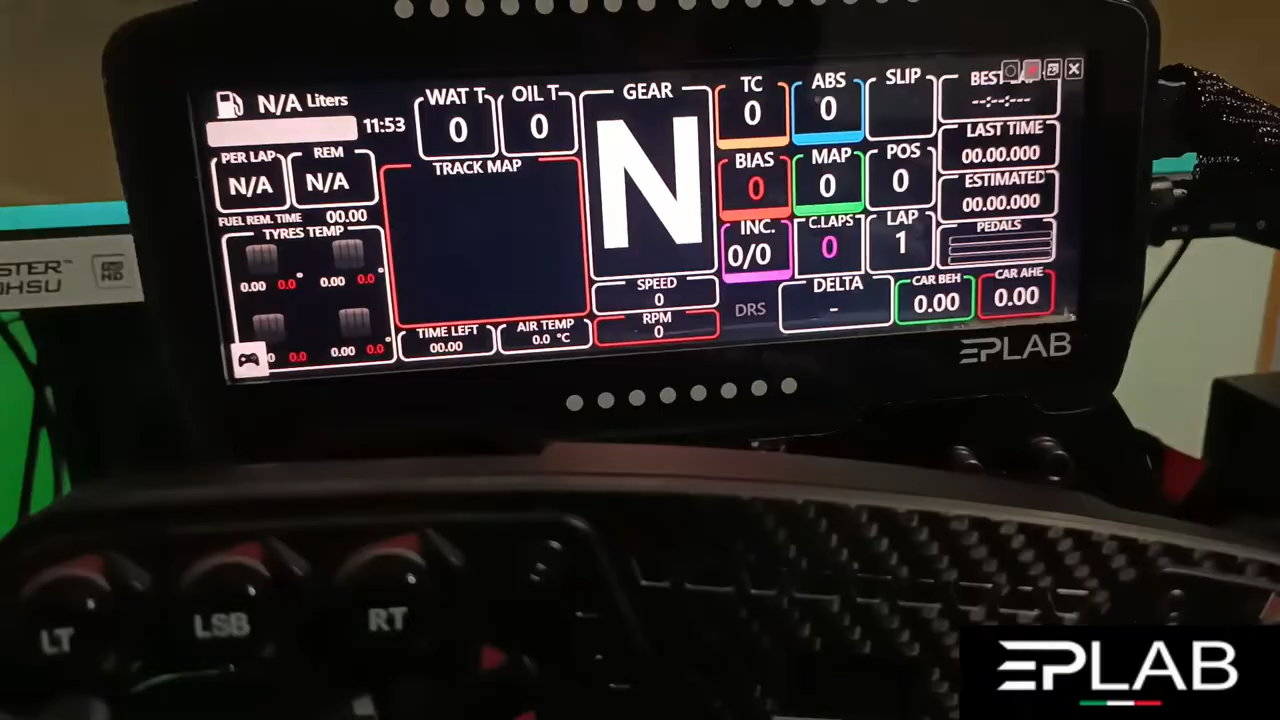 N/A Liters
11:53
PER LAP
N/A
REM
N/A
FUEL REM. TIME 00.00
TYRES TEMP
0.00 0.0°
0.00 0.0°
0 0.0
0.00 0.0°
WAT T.
0
OIL T.
0
TRACK MAP
TIME LEFT
00.00
AIR TEMP
0.0 °C
GEAR
N
SPEED
0
RPM
0
TC
0
ABS
0
SLIP
BIAS
0
MAP
0
POS
0
INC.
0/0
C.LAPS
0
LAP
1
DRS
DELTA
-
BEST
--:--:---
LAST TIME
00.00.000
ESTIMATED
00.00.000
PEDALS
CAR BEH
0.00
CAR AHE
0.00
EPLAB
LT
LSB
RT
EPLAB